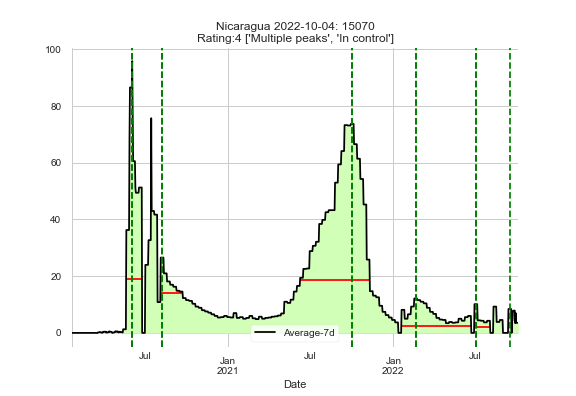 Nicaragua 2022-10-04: 15070
Rating:4 ['Multiple peaks', 'In control']
100
80
60
40
20
0
Average-7d
Jul
Jan
2021
Jul
Jan
2022
Jul
Date